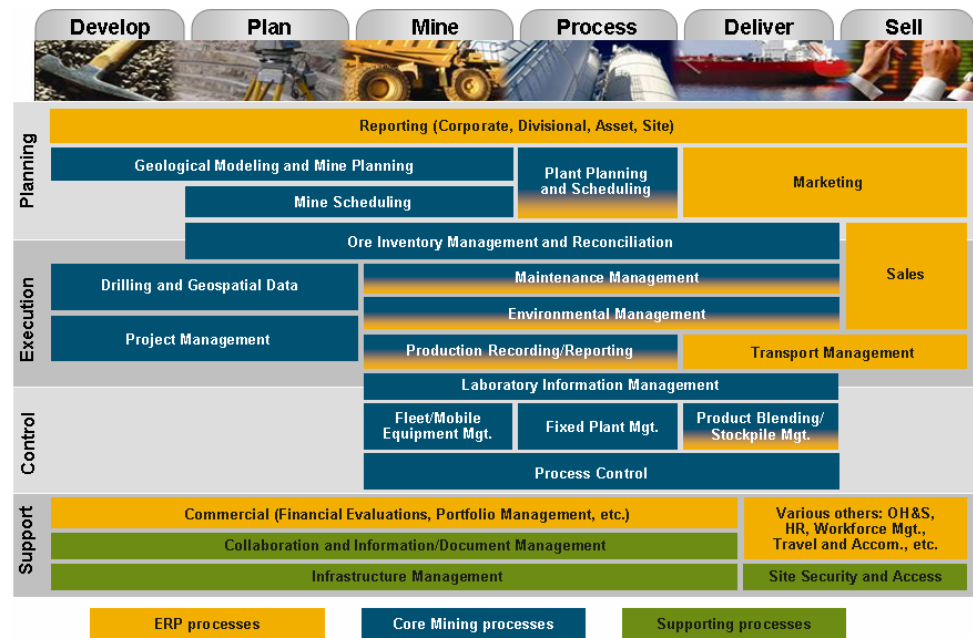 Develop
Plan
Mine
Process
Deliver
Sell
Planning
Reporting (Corporate, Divisional, Asset, Site)
Geological Modeling and Mine Planning
Plant Planning
and Scheduling
Marketing
Mine Scheduling
Ore Inventory Management and Reconciliation
Sales
Execution
Drilling and Geospatial Data
Maintenance Management
Environmental Management
Project Management
Production Recording/Reporting
Transport Management
Laboratory Information Management
Control
Fleet/Mobile
Equipment Mgt.
Fixed Plant Mgt.
Product Blending/
Stockpile Mgt.
Process Control
Support
Commercial (Financial Evaluations, Portfolio Management, etc.)
Various others: OH&S,
HR, Workforce Mgt.,
Travel and Accom., etc.
Collaboration and Information/Document Management
Infrastructure Management
Site Security and Access
ERP processes
Core Mining processes
Supporting processes